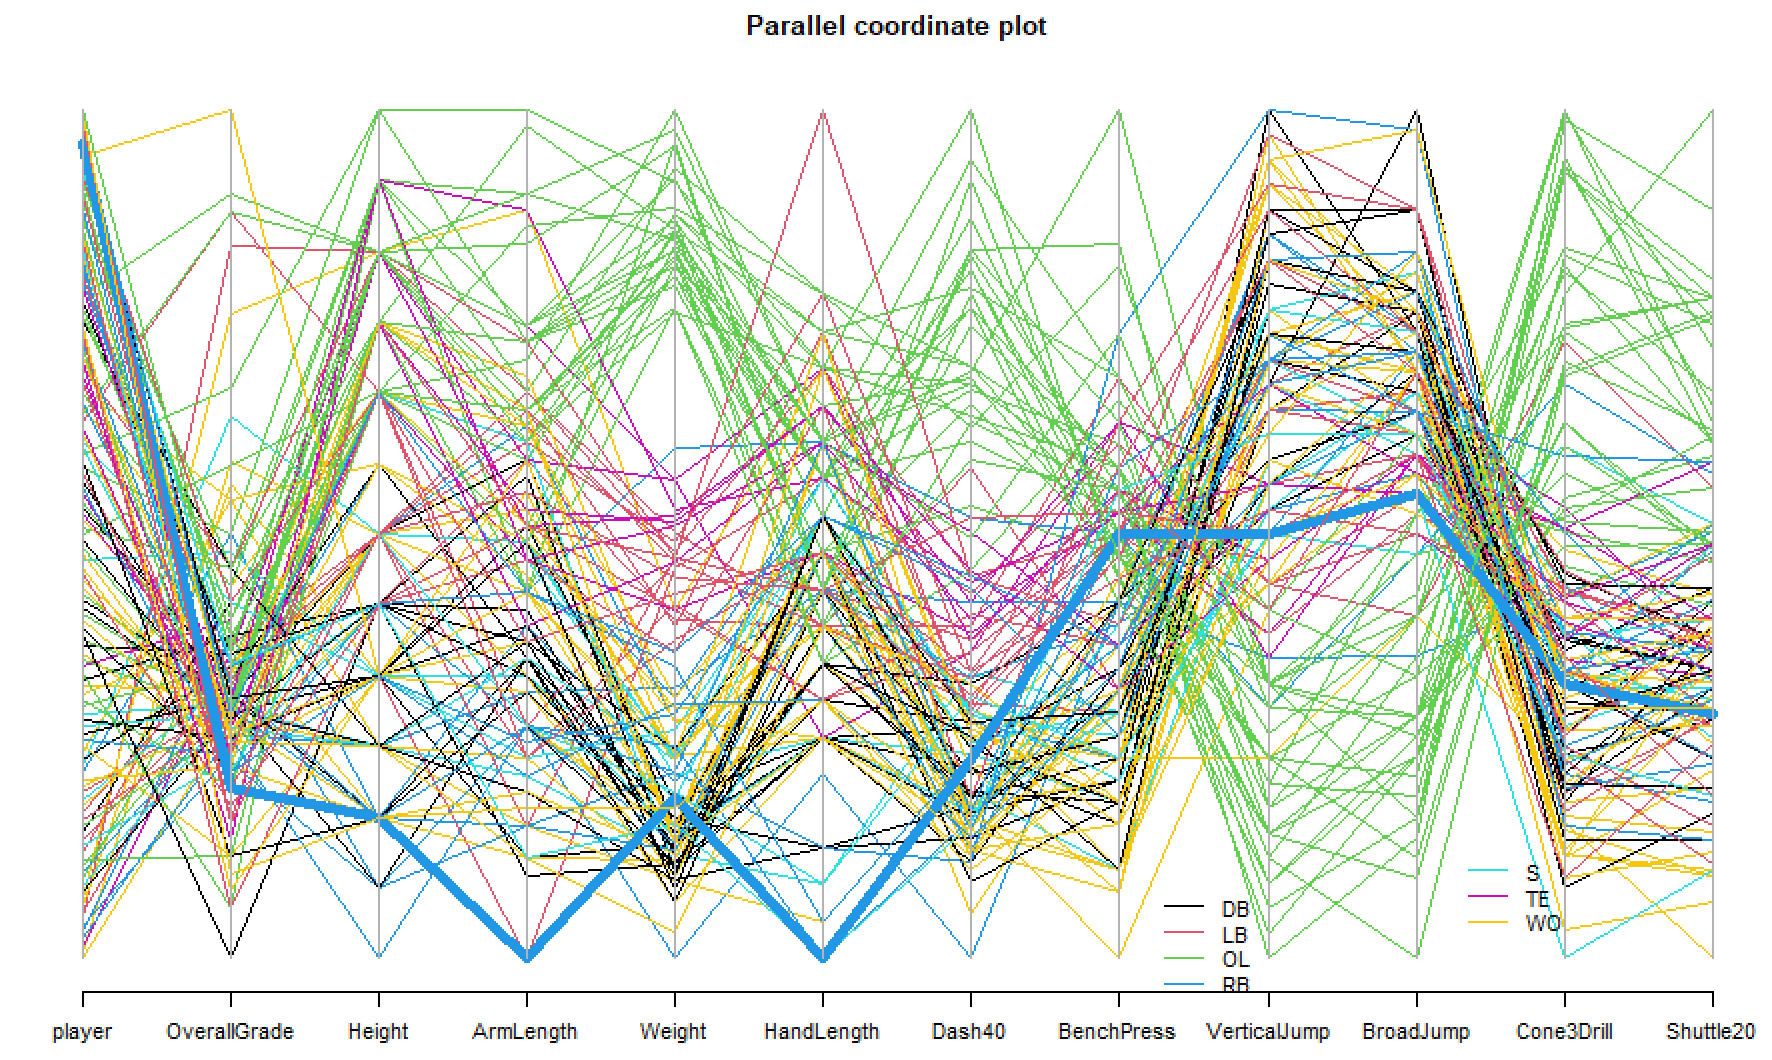 Parallel coordinate plot
S
TE
WO
DB
LB
OL
RB
player OverallGrade Height ArmLength Weight HandLength Dash40 BenchPress VerticalJump BroadJump Cone3Drill Shuttle20